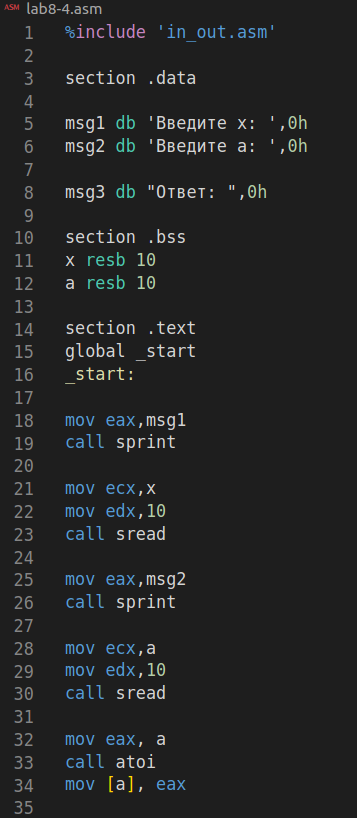 ASM lab8-4.asm
1 %include 'in_out.asm'
2
3 section .data
4
5 msg1 db 'Введите x: ',0h
6 msg2 db 'Введите a: ',0h
7
8 msg3 db "Ответ: ",0h
9
10 section .bss
11 x resb 10
12 a resb 10
13
14 section .text
15 global _start
16 _start:
17
18 mov eax,msg1
19 call sprint
20
21 mov ecx,x
22 mov edx,10
23 call sread
24
25 mov eax,msg2
26 call sprint
27
28 mov ecx,a
29 mov edx,10
30 call sread
31
32 mov eax, a
33 call atoi
34 mov [a], eax
35